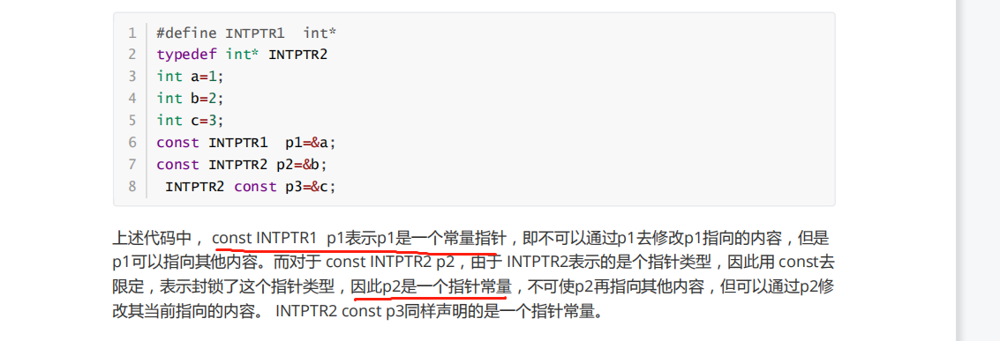 1 #define INTPTR1  int*
2 typedef int* INTPTR2
3 int a=1;
4 int b=2;
5 int c=3;
6 const INTPTR1  p1=&a;
7 const INTPTR2 p2=&b;
8  INTPTR2 const p3=&c;
上述代码中，const INTPTR1  p1表示p1是一个常量指针，即不可以通过p1去修改p1指向的内容，但是
p1可以指向其他内容。而对于 const INTPTR2 p2，由于 INTPTR2表示的是个指针类型，因此用 const去
限定，表示封锁了这个指针类型，因此p2是一个指针常量，不可使p2再指向其他内容，但可以通过p2修
改其当前指向的内容。 INTPTR2 const p3同样声明的是一个指针常量。